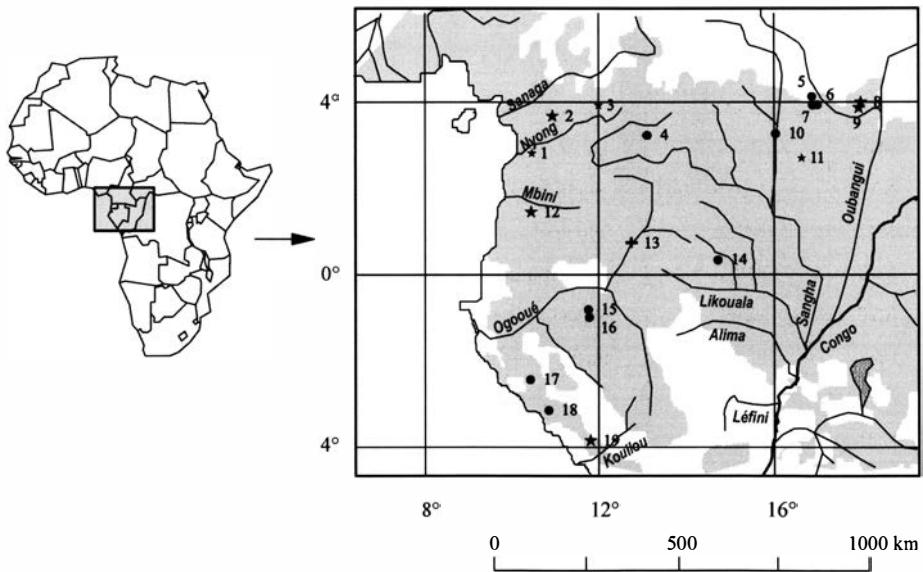 4°
0°
4°
8°
12°
16°
Sanaga
Nyong
Mbini
Ogooué
Kouilou
Likouala
Alima
Léfini
Sangha
Oubangui
Congo
1
2
3
4
5
6
7
8
9
10
11
12
13
14
15
16
17
18
19
0
500
1000 km